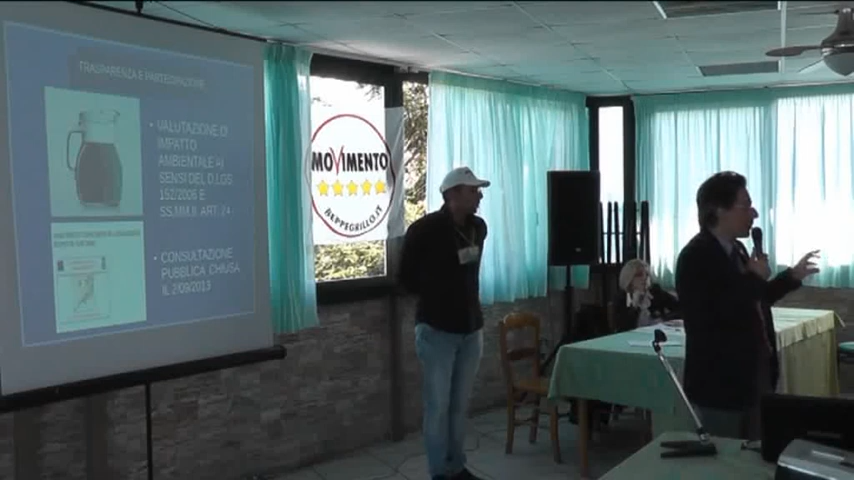 TRASPARENZA E PARTECIPAZIONE
• VALUTAZIONE DI
IMPATTO
AMBIENTALE AI
SENSI DEL D.LGS
152/2006 E
SS.MM.II. ART. 24
• CONSULTAZIONE
PUBBLICA CHIUSA
IL 2/09/2013
MOVIMENTO
BEPPEGRILLO.IT